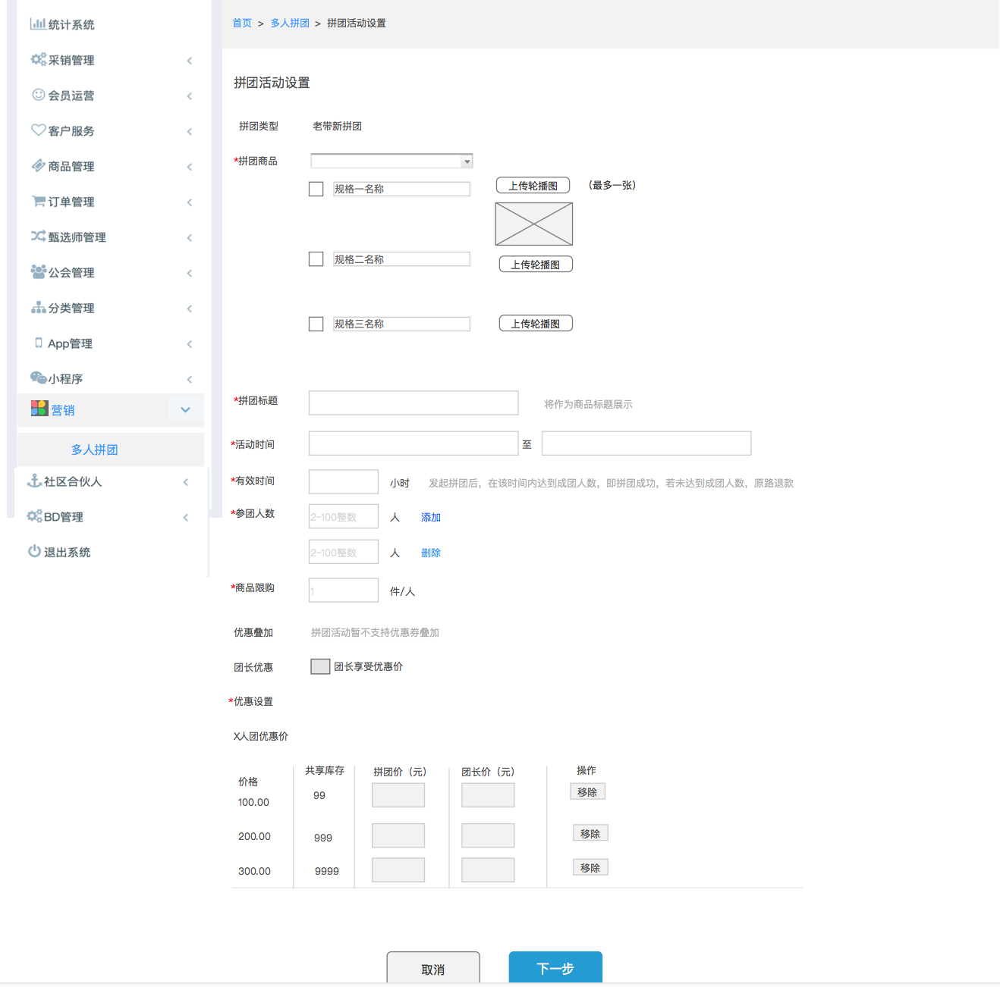 统计系统
采销管理
会员运营
客户服务
商品管理
订单管理
甄选师管理
公会管理
分类管理
App管理
小程序
营销
多人拼团
社区合伙人
BD管理
退出系统
首页 > 多人拼团 > 拼团活动设置
拼团活动设置
拼团类型 老带新拼团
*拼团商品
规格一名称 上传轮播图 （最多一张）
规格二名称 上传轮播图
规格三名称 上传轮播图
*拼团标题 将作为商品标题展示
*活动时间 至
*有效时间 小时 发起拼团后，在该时间内达到成团人数，即拼团成功，若未达到成团人数，原路退款
*参团人数 2~100整数 人 添加
2~100整数 人 删除
*商品限购 1 件/人
优惠叠加 拼团活动暂不支持优惠券叠加
团长优惠 团长享受优惠价
*优惠设置
X人团优惠价
价格 共享库存 拼团价（元） 团长价（元） 操作
100.00 99 移除
200.00 999 移除
300.00 9999 移除
取消 下一步